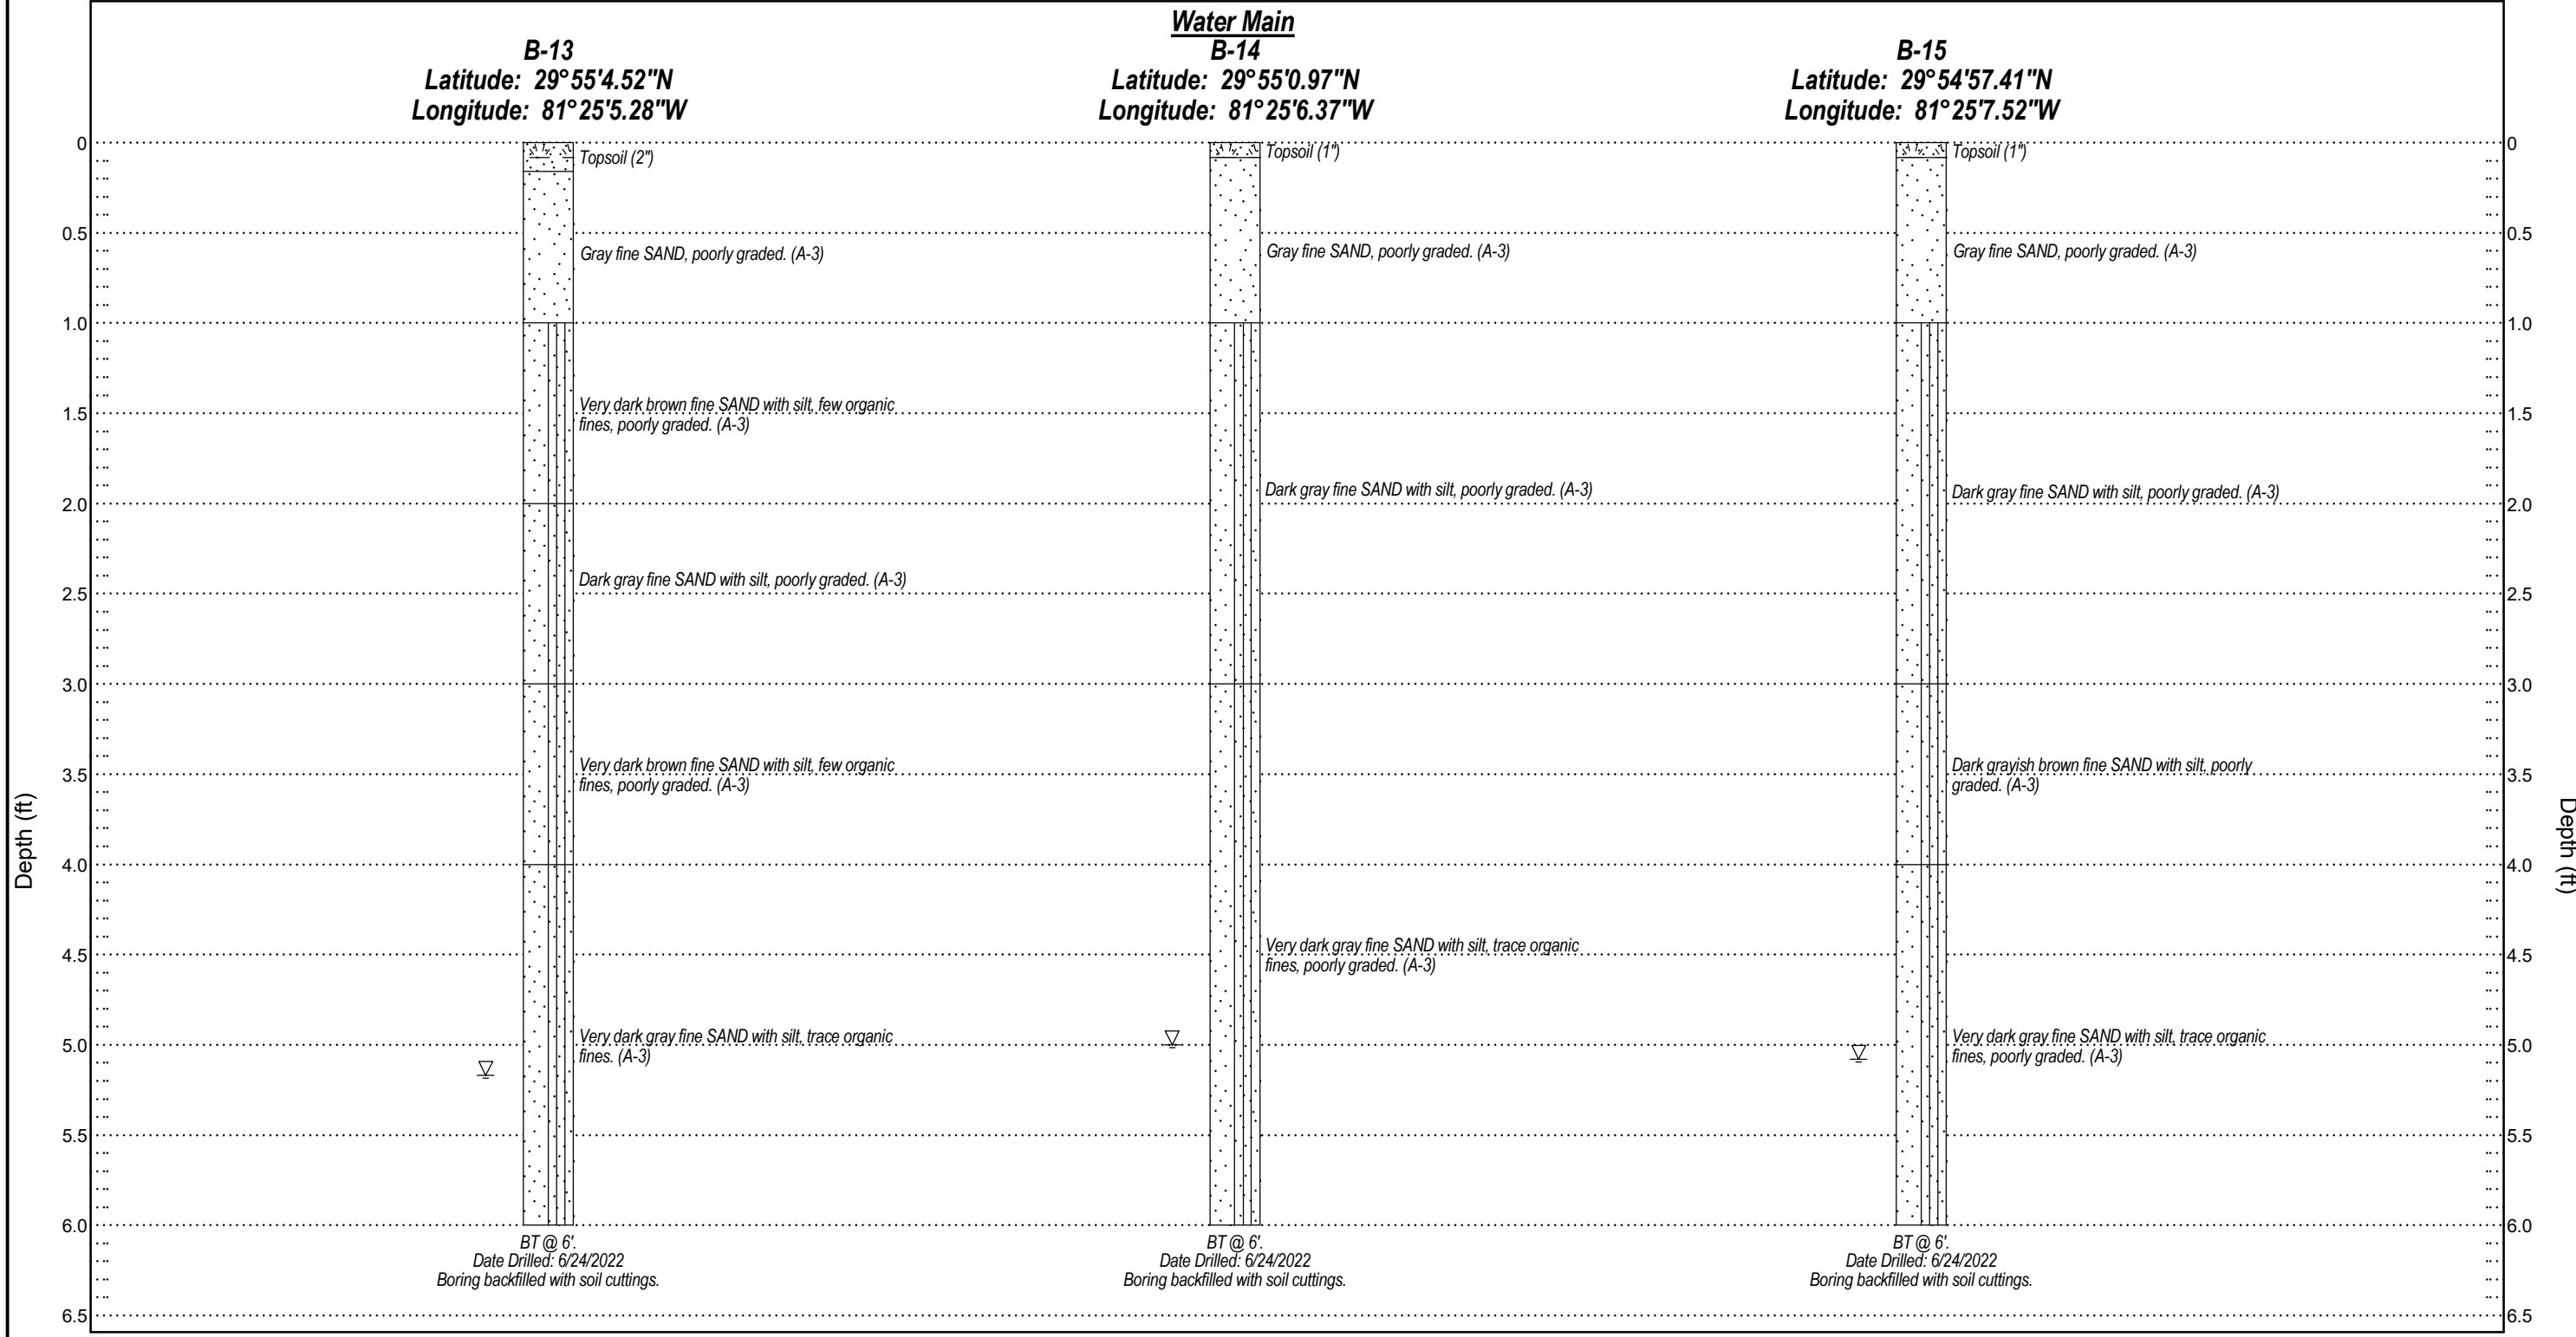 Water Main
B-13
Latitude: 29°55'4.52"N
Longitude: 81°25'5.28"W
B-14
Latitude: 29°55'0.97"N
Longitude: 81°25'6.37"W
B-15
Latitude: 29°54'57.41"N
Longitude: 81°25'7.52"W
Depth (ft)
0
0.5
1.0
1.5
2.0
2.5
3.0
3.5
4.0
4.5
5.0
5.5
6.0
6.5
Topsoil (2")
Gray fine SAND, poorly graded. (A-3)
Very dark brown fine SAND with silt, few organic
fines, poorly graded. (A-3)
Dark gray fine SAND with silt, poorly graded. (A-3)
Very dark brown fine SAND with silt, few organic
fines, poorly graded. (A-3)
Very dark gray fine SAND with silt, trace organic
fines. (A-3)
BT @ 6'.
Date Drilled: 6/24/2022
Boring backfilled with soil cuttings.
Topsoil (1")
Gray fine SAND, poorly graded. (A-3)
Dark gray fine SAND with silt, poorly graded. (A-3)
Very dark gray fine SAND with silt, trace organic
fines, poorly graded. (A-3)
BT @ 6'.
Date Drilled: 6/24/2022
Boring backfilled with soil cuttings.
Topsoil (1")
Gray fine SAND, poorly graded. (A-3)
Dark gray fine SAND with silt, poorly graded. (A-3)
Dark grayish brown fine SAND with silt, poorly
graded. (A-3)
Very dark gray fine SAND with silt, trace organic
fines, poorly graded. (A-3)
BT @ 6'.
Date Drilled: 6/24/2022
Boring backfilled with soil cuttings.
0
0.5
1.0
1.5
2.0
2.5
3.0
3.5
4.0
4.5
5.0
5.5
6.0
6.5
Depth (ft)